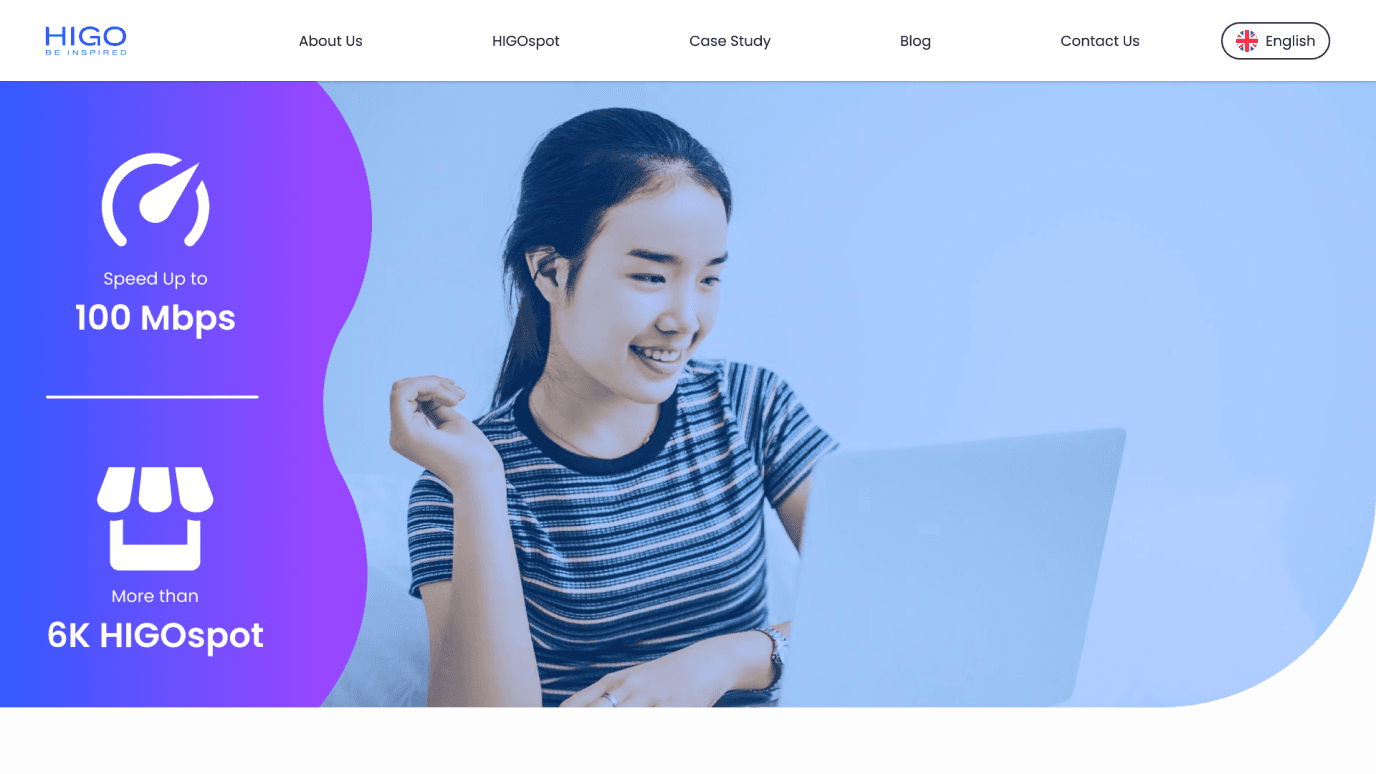 HIGO
BE INSPIRED
About Us
HIGOspot
Case Study
Blog
Contact Us
English
Speed Up to
100 Mbps
More than
6K HIGOspot